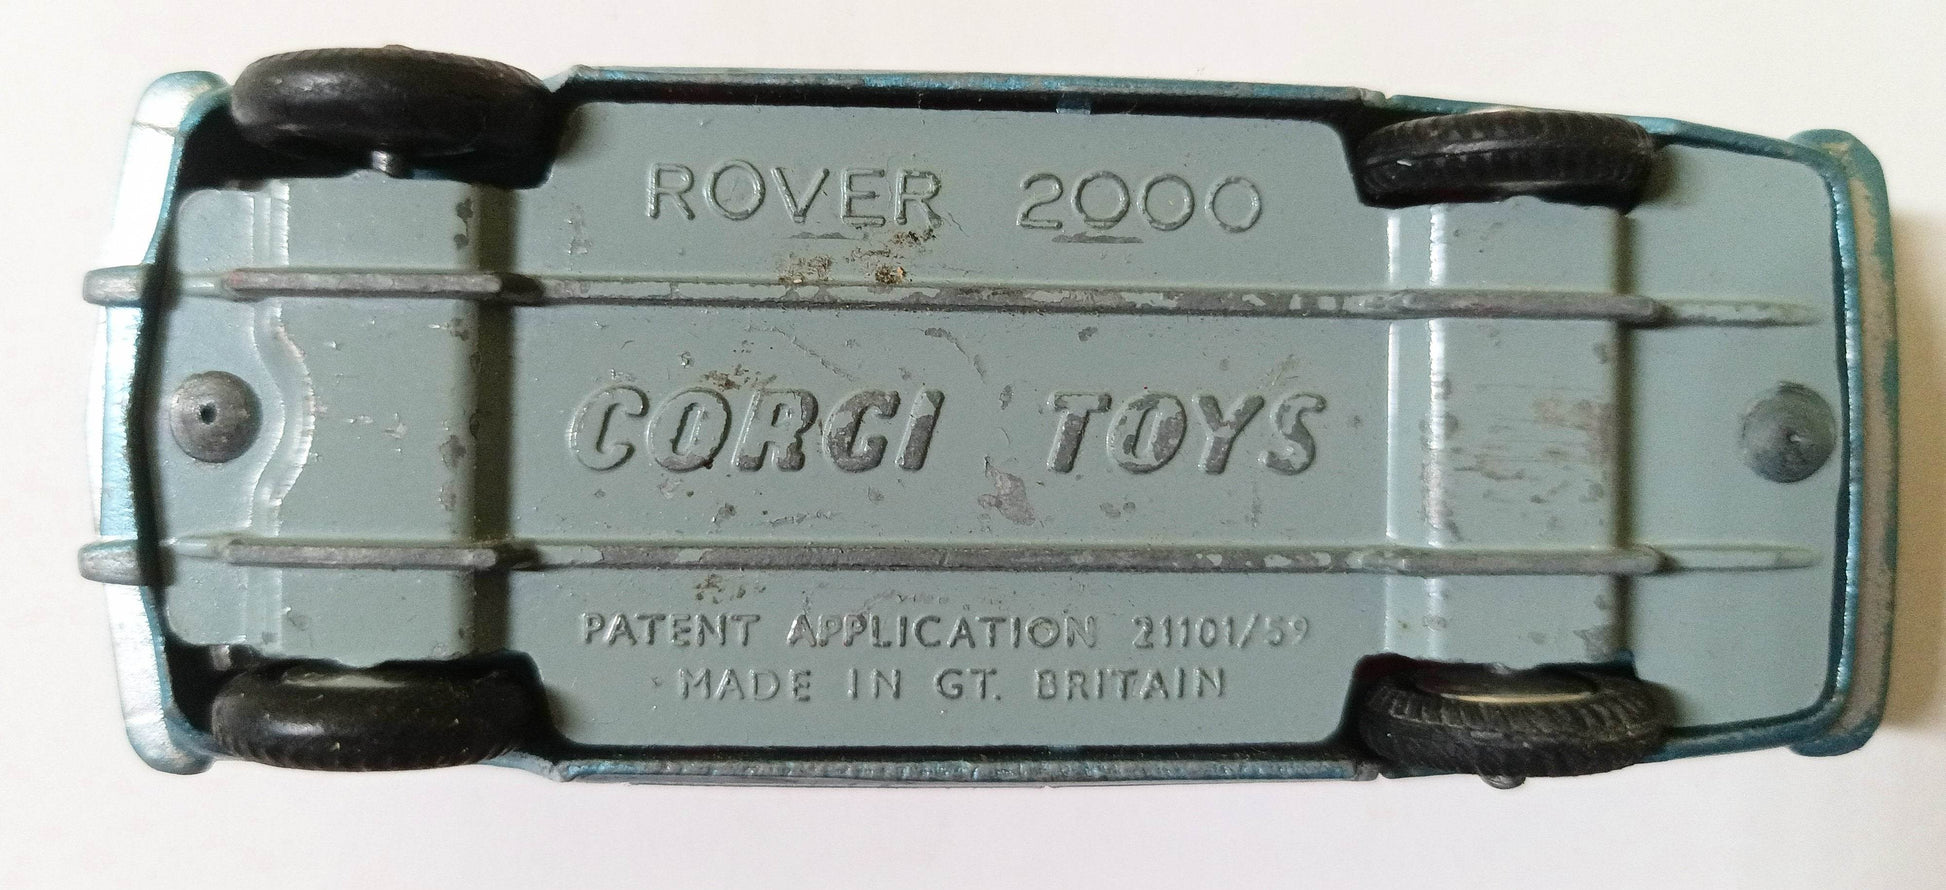 ROVER 2000
CORGI TOYS
PATENT APPLICATION 21101/59
MADE IN GT. BRITAIN